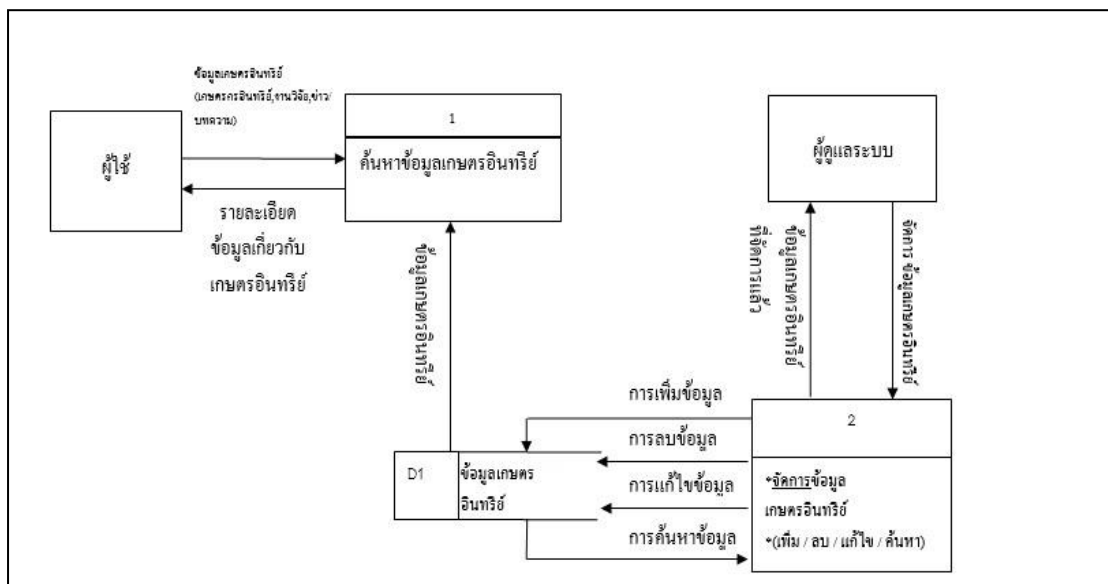 ข้อมูลเกษตรอินทรีย์
(เกษตรกรอินทรีย์,งานวิจัย,ข่าว/
บทความ)
ผู้ใช้
1
ค้นหาข้อมูลเกษตรอินทรีย์
รายละเอียด
ข้อมูลเกี่ยวกับ
เกษตรอินทรีย์
ผู้ดูแลระบบ
ข้อมูลเกษตรอินทรีย์
ข้อมูลเกษตรอินทรีย์
ที่จัดการแล้ว
จัดการ ข้อมูลเกษตรอินทรีย์
การเพิ่มข้อมูล
การลบข้อมูล
การแก้ไขข้อมูล
การค้นหาข้อมูล
D1
ข้อมูลเกษตร
อินทรีย์
2
*จัดการข้อมูล
เกษตรอินทรีย์
*(เพิ่ม / ลบ / แก้ไข / ค้นหา)